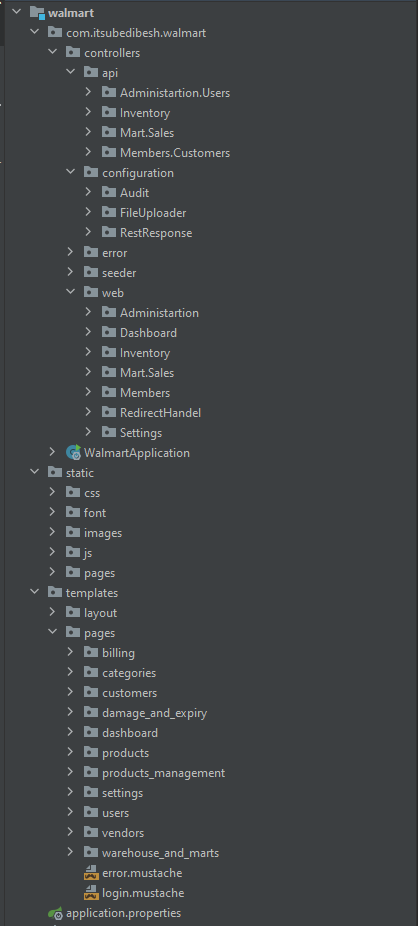 walmart
com.itsubedibesh.walmart
controllers
api
Administartion.Users
Inventory
Mart.Sales
Members.Customers
configuration
Audit
FileUploader
RestResponse
error
seeder
web
Administartion
Dashboard
Inventory
Mart.Sales
Members
RedirectHandel
Settings
WalmartApplication
static
css
font
images
js
pages
templates
layout
pages
billing
categories
customers
damage_and_expiry
dashboard
products
products_management
settings
users
vendors
warehouse_and_marts
error.mustache
login.mustache
application.properties